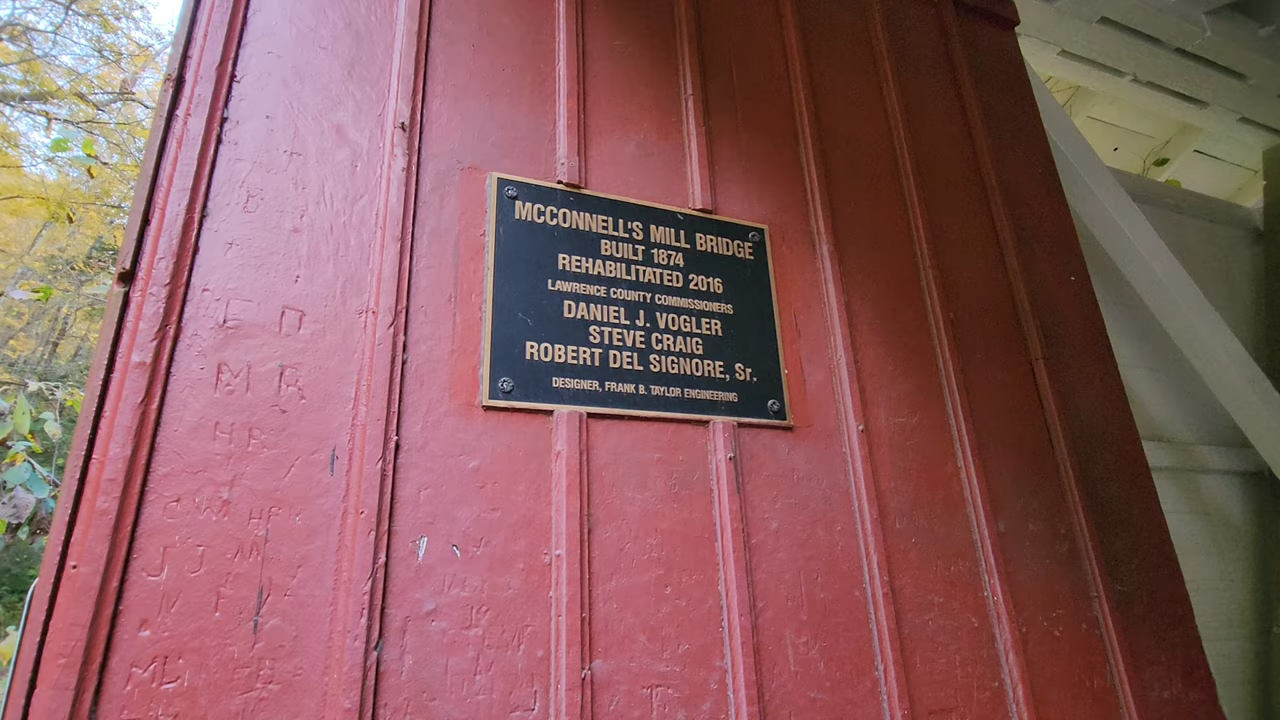 MCCONNELL'S MILL BRIDGE
BUILT 1874
REHABILITATED 2016
LAWRENCE COUNTY COMMISSIONERS
DANIEL J. VOGLER
STEVE CRAIG
ROBERT DEL SIGNORE, Sr.
DESIGNER, FRANK B. TAYLOR ENGINEERING
E D
M R
H R
J J M
ML